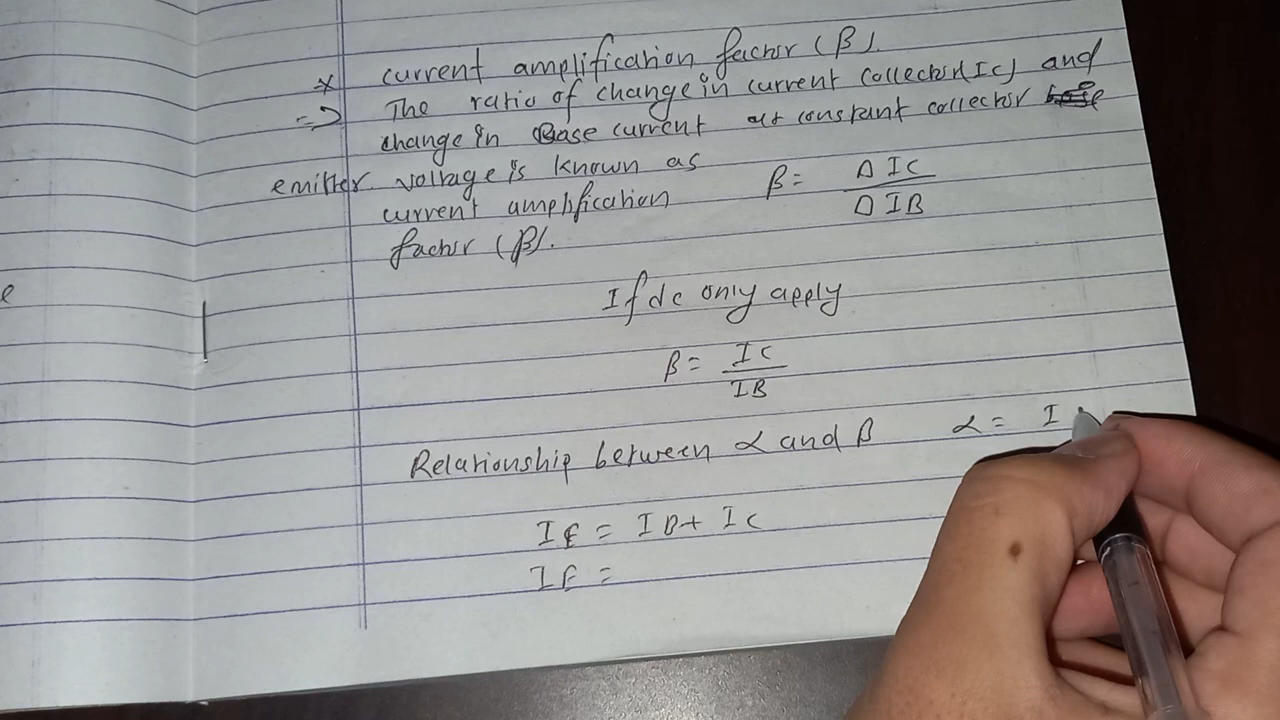 e
* current amplification factor (β).
=> The ratio of change in current collector (Ic) and
change in Base current at constant collector
emitter voltage is known as
current amplification
factor (β).
β = Δ IC / Δ IB
If dc only apply
β = IC / IB
Relationship between α and β
α = I
IE = IB + IC
IE =